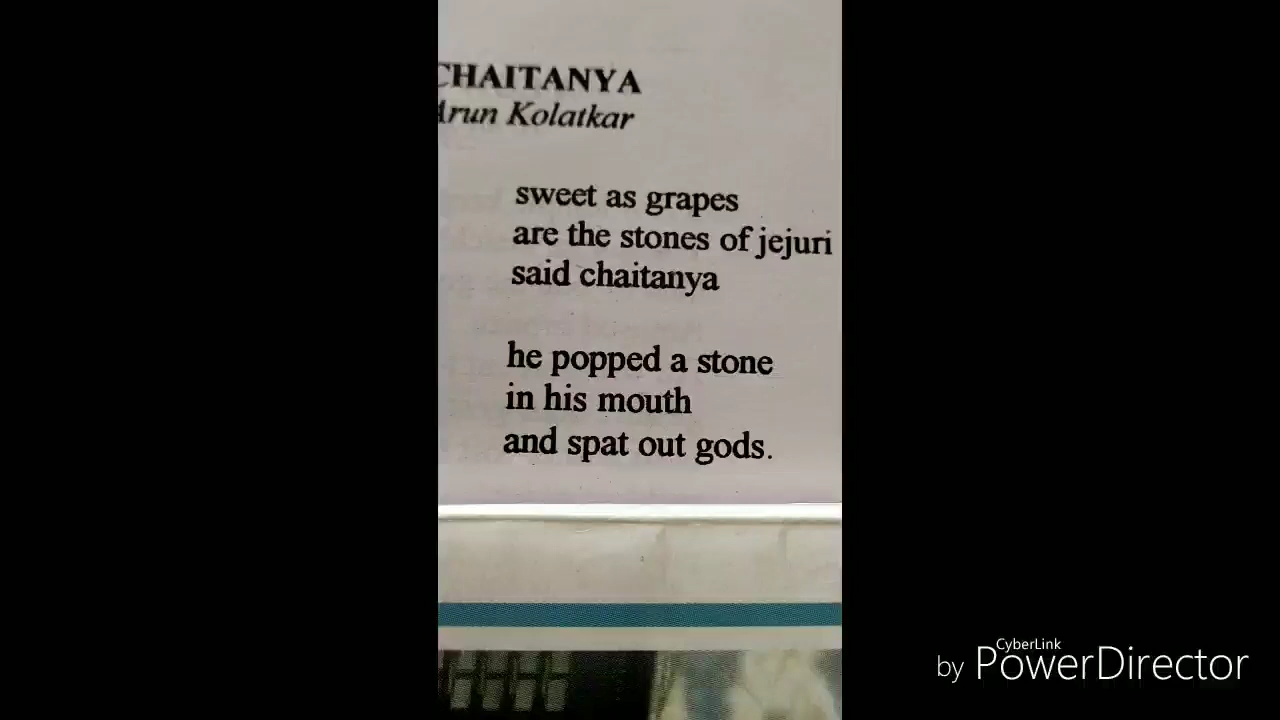 CHAITANYA
Arun Kolatkar
sweet as grapes
are the stones of jejuri
said chaitanya
he popped a stone
in his mouth
and spat out gods.
CyberLink
by PowerDirector